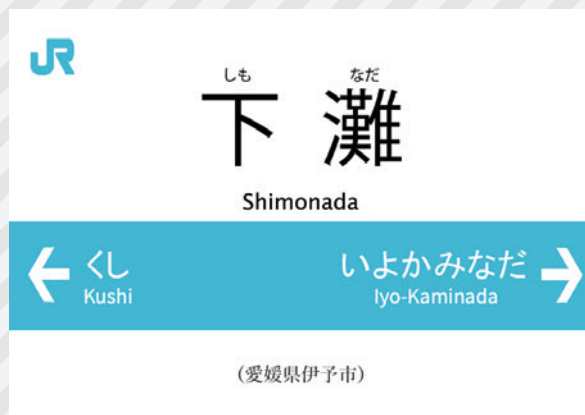 JR
しも なだ
下灘
Shimonada
← くし いよかみなだ →
Kushi Iyo-Kaminada
(愛媛県伊予市)